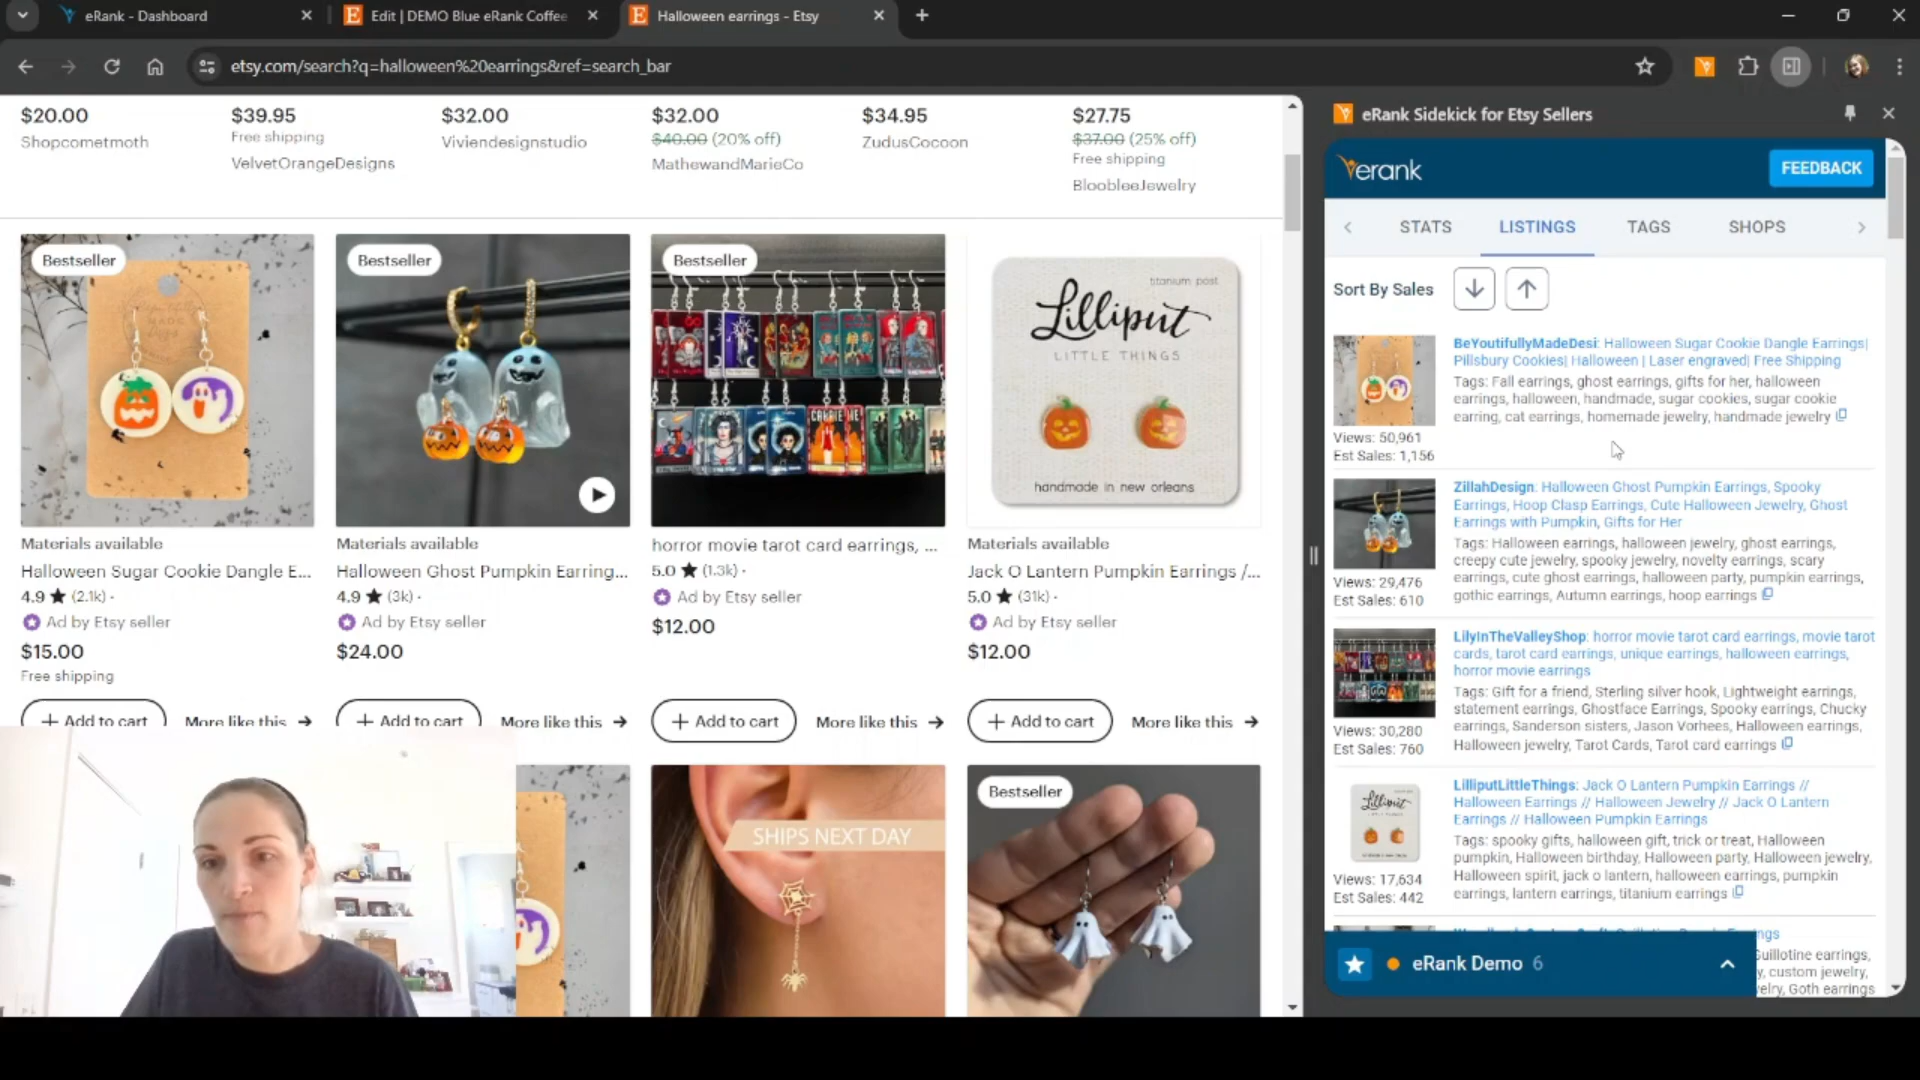 eRank - Dashboard
Edit | DEMO Blue eRank Coffee
Halloween earrings - Etsy
etsy.com/search?q=halloween%20earrings&ref=search_bar
$20.00
Shopcometmoth
$39.95
Free shipping
VelvetOrangeDesigns
$32.00
Viviendesignstudio
$32.00
$40.00 (20% off)
MathewandMarieCo
$34.95
ZudusCocoon
$27.75
$37.00 (25% off)
Free shipping
BloobleeJewelry
Bestseller
Bestseller
Bestseller
titanium post
Lilliput
LITTLE THINGS
handmade in new orleans
Materials available
Halloween Sugar Cookie Dangle E...
4.9 ★ (2.1k) ·
Ad by Etsy seller
$15.00
Free shipping
+ Add to cart
More like this →
Materials available
Halloween Ghost Pumpkin Earring...
4.9 ★ (3k) ·
Ad by Etsy seller
$24.00
+ Add to cart
More like this →
horror movie tarot card earrings, ...
5.0 ★ (1.3k) ·
Ad by Etsy seller
$12.00
+ Add to cart
More like this →
Materials available
Jack O Lantern Pumpkin Earrings /...
5.0 ★ (31k) ·
Ad by Etsy seller
$12.00
+ Add to cart
More like this →
SHIPS NEXT DAY
Bestseller
eRank Sidekick for Etsy Sellers
erank
FEEDBACK
STATS
LISTINGS
TAGS
SHOPS
Sort By Sales
BeYoutifullyMadeDesi: Halloween Sugar Cookie Dangle Earrings|
Pillsbury Cookies| Halloween | Laser engraved| Free Shipping
Tags: Fall earrings, ghost earrings, gifts for her, halloween
earrings, halloween, handmade, sugar cookies, sugar cookie
earring, cat earrings, homemade jewelry, handmade jewelry
Views: 50,961
Est Sales: 1,156
ZillahDesign: Halloween Ghost Pumpkin Earrings, Spooky
Earrings, Hoop Clasp Earrings, Cute Halloween Jewelry, Ghost
Earrings with Pumpkin, Gifts for Her
Tags: Halloween earrings, halloween jewelry, ghost earrings,
creepy cute jewelry, spooky jewelry, novelty earrings, scary
earrings, cute ghost earrings, halloween party, pumpkin earrings,
gothic earrings, Autumn earrings, hoop earrings
Views: 29,476
Est Sales: 610
LilyInTheValleyShop: horror movie tarot card earrings, movie tarot
cards, tarot card earrings, unique earrings, halloween earrings,
horror movie earrings
Tags: Gift for a friend, Sterling silver hook, Lightweight earrings,
statement earrings, Ghostface Earrings, Spooky earrings, Chucky
earrings, Sanderson sisters, Jason Vorhees, Halloween earrings,
Halloween jewelry, Tarot Cards, Tarot card earrings
Views: 30,280
Est Sales: 760
LilliputLittleThings: Jack O Lantern Pumpkin Earrings //
Halloween Earrings // Halloween Jewelry // Jack O Lantern
Earrings // Halloween Pumpkin Earrings
Tags: spooky gifts, halloween gift, trick or treat, Halloween
pumpkin, Halloween birthday, Halloween party, Halloween jewelry,
Halloween spirit, jack o lantern, halloween earrings, pumpkin
earrings, lantern earrings, titanium earrings
Views: 17,634
Est Sales: 442
eRank Demo 6
Guillotine earrings,
custom jewelry,
Goth earrings